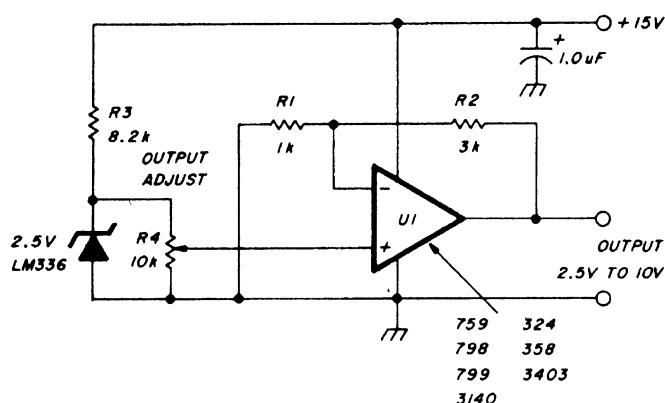 +15V
+
1.0uF
R3
8.2k
R1
1k
R2
3k
OUTPUT
ADJUST
2.5V
LM336
R4
10k
-
+
U1
OUTPUT
2.5V TO 10V
759 324
798 358
799 3403
3140